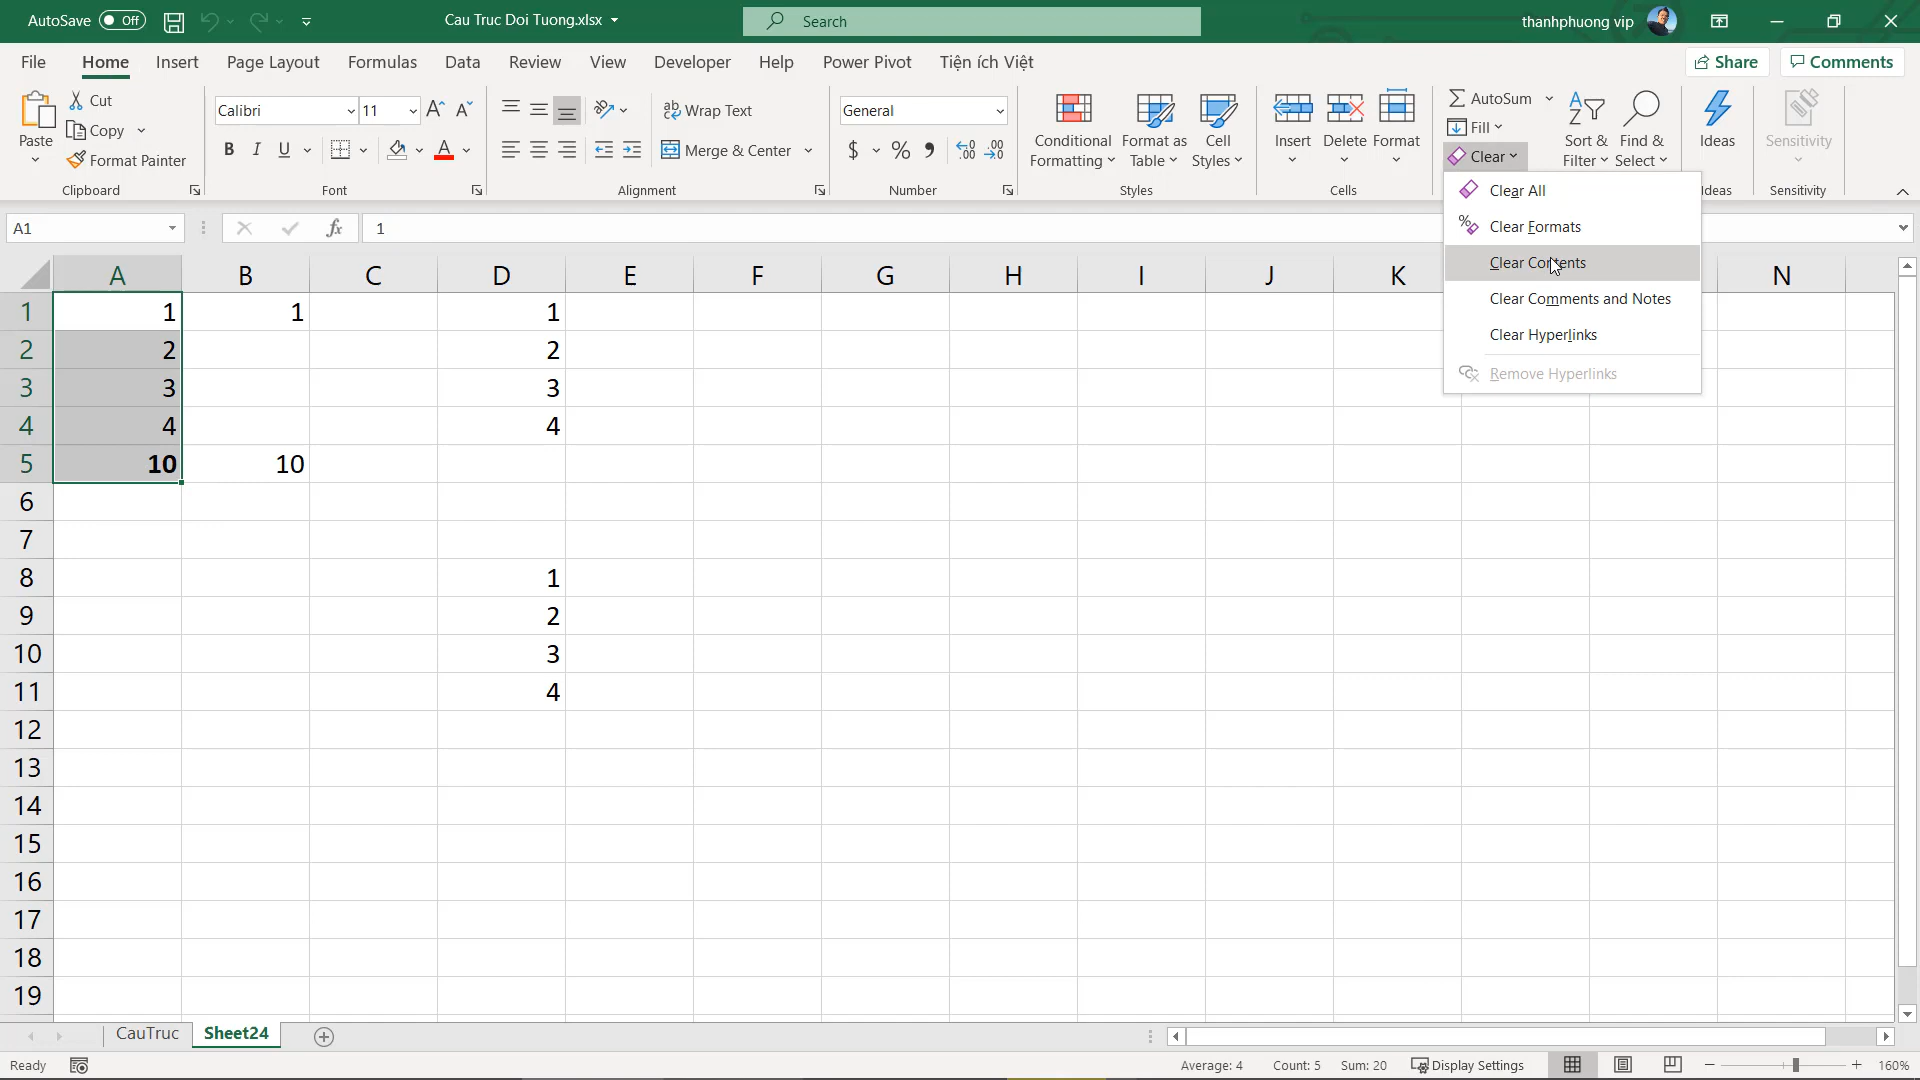 AutoSave Off Cau Truc Doi Tuong.xlsx Search thanhphuong vip
File Home Insert Page Layout Formulas Data Review View Developer Help Power Pivot Tiện ích Việt Share Comments
Paste
Cut
Copy
Format Painter
Clipboard
Calibri 11
B I U A
Font
ab Wrap Text
Merge & Center
Alignment
General
$ % 9 .00 .00
Number
Conditional Formatting
Format as Table
Cell Styles
Styles
Insert Delete Format
Cells
AutoSum
Fill
Clear
Sort & Filter
Find & Select
Ideas
Ideas
Sensitivity
Sensitivity
Clear All
Clear Formats
Clear Contents
Clear Comments and Notes
Clear Hyperlinks
Remove Hyperlinks
A1 fx 1
A B C D E F G H I J K N
1 1 1 1
2 2 2
3 3 3
4 4 4
5 10 10
6
7
8 1
9 2
10 3
11 4
12
13
14
15
16
17
18
19
CauTruc Sheet24
Ready Average: 4 Count: 5 Sum: 20 Display Settings 160%